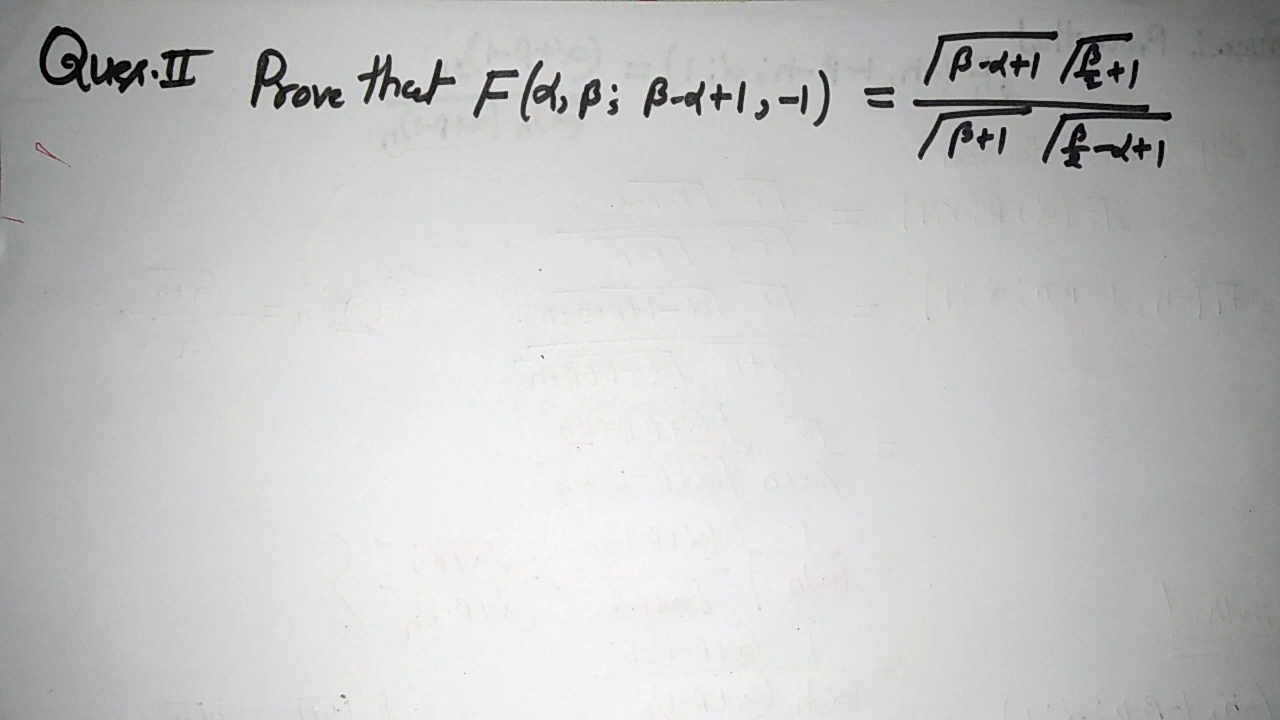 Ques. II Prove that F(α, β; β-α+1, -1) = Γβ-α+1 Γβ/2+1 / Γβ+1 Γβ/2-α+1